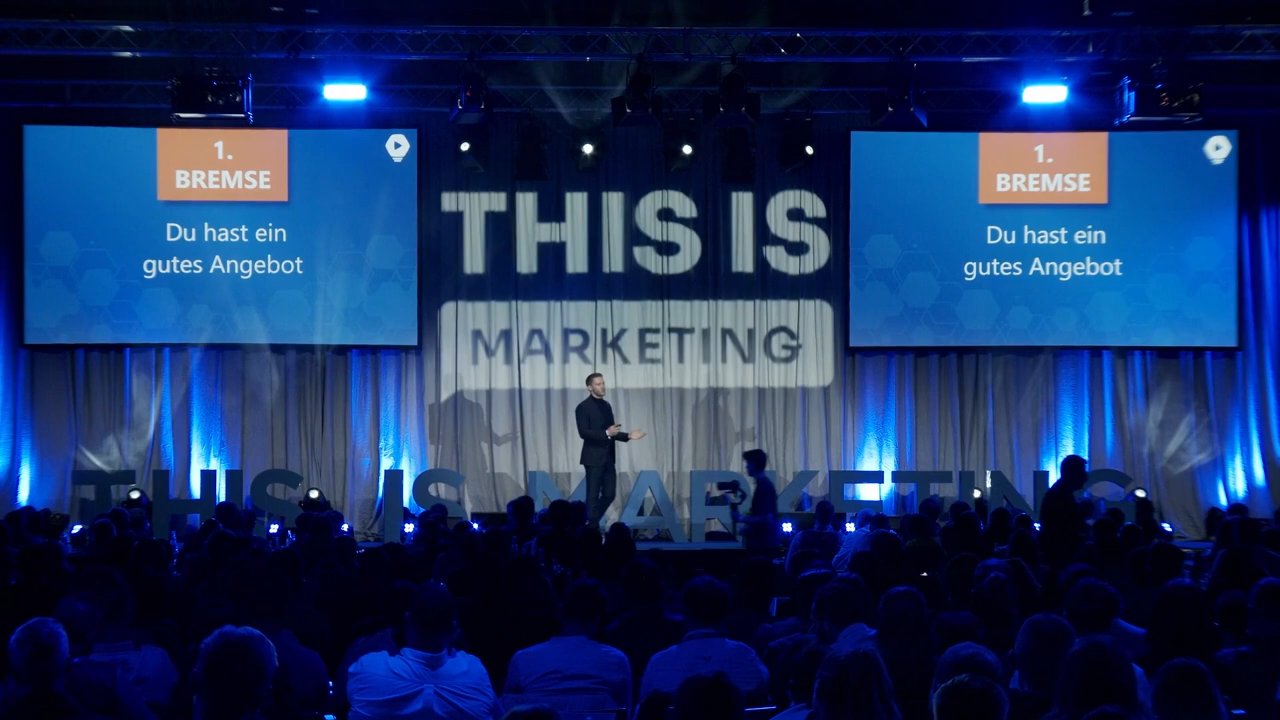 1.
BREMSE
Du hast ein
gutes Angebot
THIS IS
MARKETING
1.
BREMSE
Du hast ein
gutes Angebot
THIS IS MARKETING